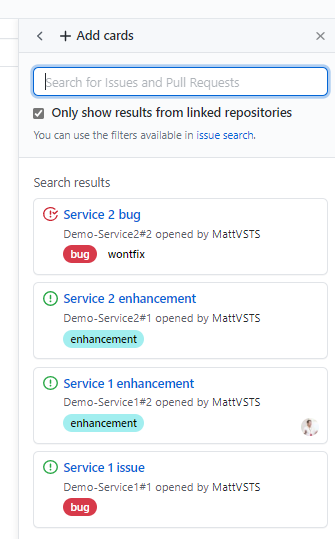 Add cards
Search for Issues and Pull Requests
Only show results from linked repositories
You can use the filters available in issue search.
Search results
Service 2 bug
Demo-Service2#2 opened by MattVSTS
bug wontfix
Service 2 enhancement
Demo-Service2#1 opened by MattVSTS
enhancement
Service 1 enhancement
Demo-Service1#2 opened by MattVSTS
enhancement
Service 1 issue
Demo-Service1#1 opened by MattVSTS
bug